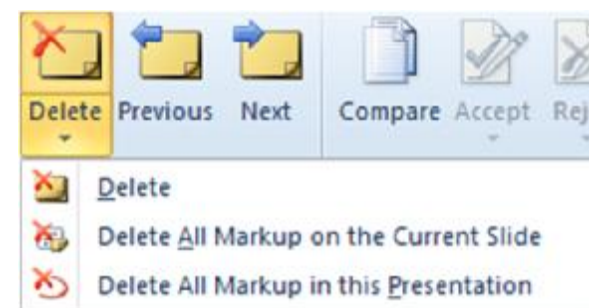 Delete Previous Next Compare Accept Rej
Delete
Delete All Markup on the Current Slide
Delete All Markup in this Presentation